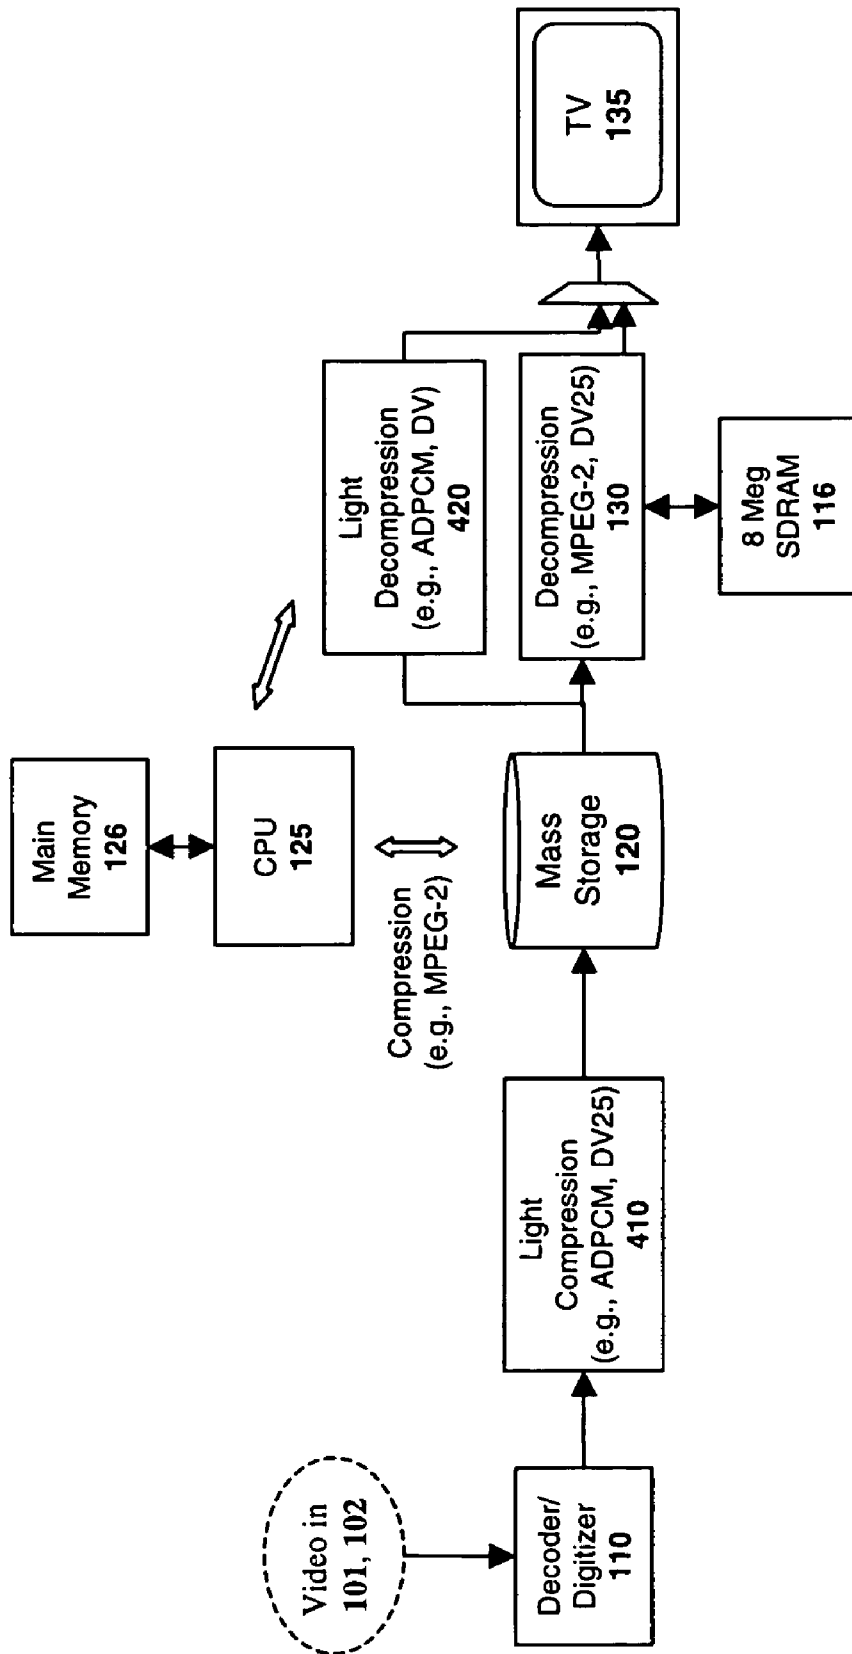 Main
Memory
126
CPU
125
Compression
(e.g., MPEG-2)
Video in
101, 102
Decoder/
Digitizer
110
Light
Compression
(e.g., ADPCM, DV25)
410
Mass
Storage
120
Light
Decompression
(e.g., ADPCM, DV)
420
Decompression
(e.g., MPEG-2, DV25)
130
8 Meg
SDRAM
116
TV
135